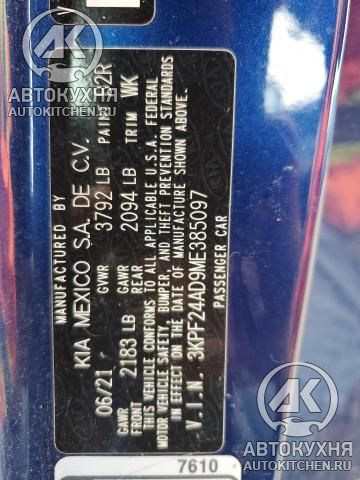 MANUFACTURED BY
KIA MEXICO S.A. DE C.V.
06/21 GVWR 3792 LB PAINT B2R
GAWR FRONT 2183 LB GAWR REAR 2094 LB TRIM WK
THIS VEHICLE CONFORMS TO ALL APPLICABLE U.S.A. FEDERAL
MOTOR VEHICLE SAFETY, BUMPER, AND THEFT PREVENTION STANDARDS
IN EFFECT ON THE DATE OF MANUFACTURE SHOWN ABOVE.
V.I.N. 3KPF24AD9ME385097
PASSENGER CAR
7610
АВТОКУХНЯ
AUTOKITCHEN.RU
АВТОКУХНЯ
AUTOKITCHEN.RU